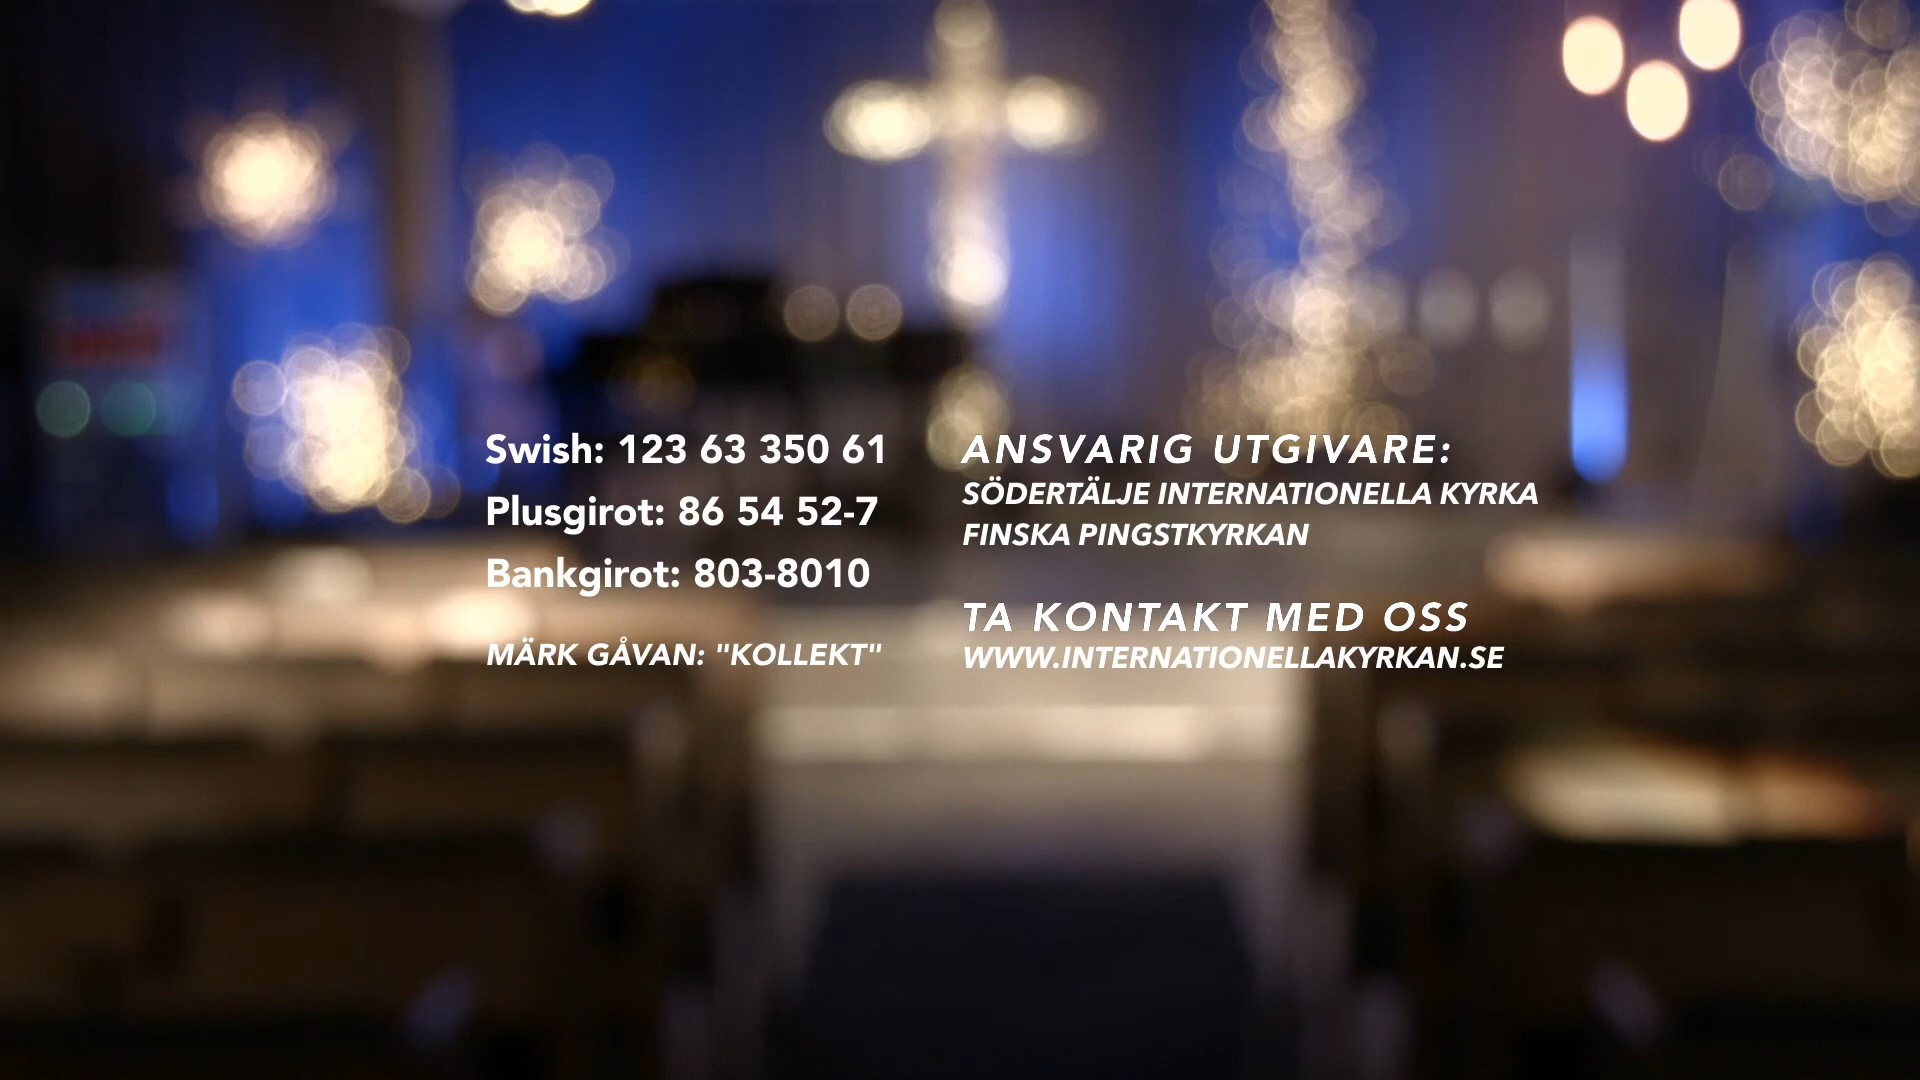 Swish: 123 63 350 61
Plusgirot: 86 54 52-7
Bankgirot: 803-8010
MÄRK GÅVAN: "KOLLEKT"
ANSVARIG UTGIVARE:
SÖDERTÄLJE INTERNATIONELLA KYRKA
FINSKA PINGSTKYRKAN
TA KONTAKT MED OSS
WWW.INTERNATIONELLAKYRKAN.SE